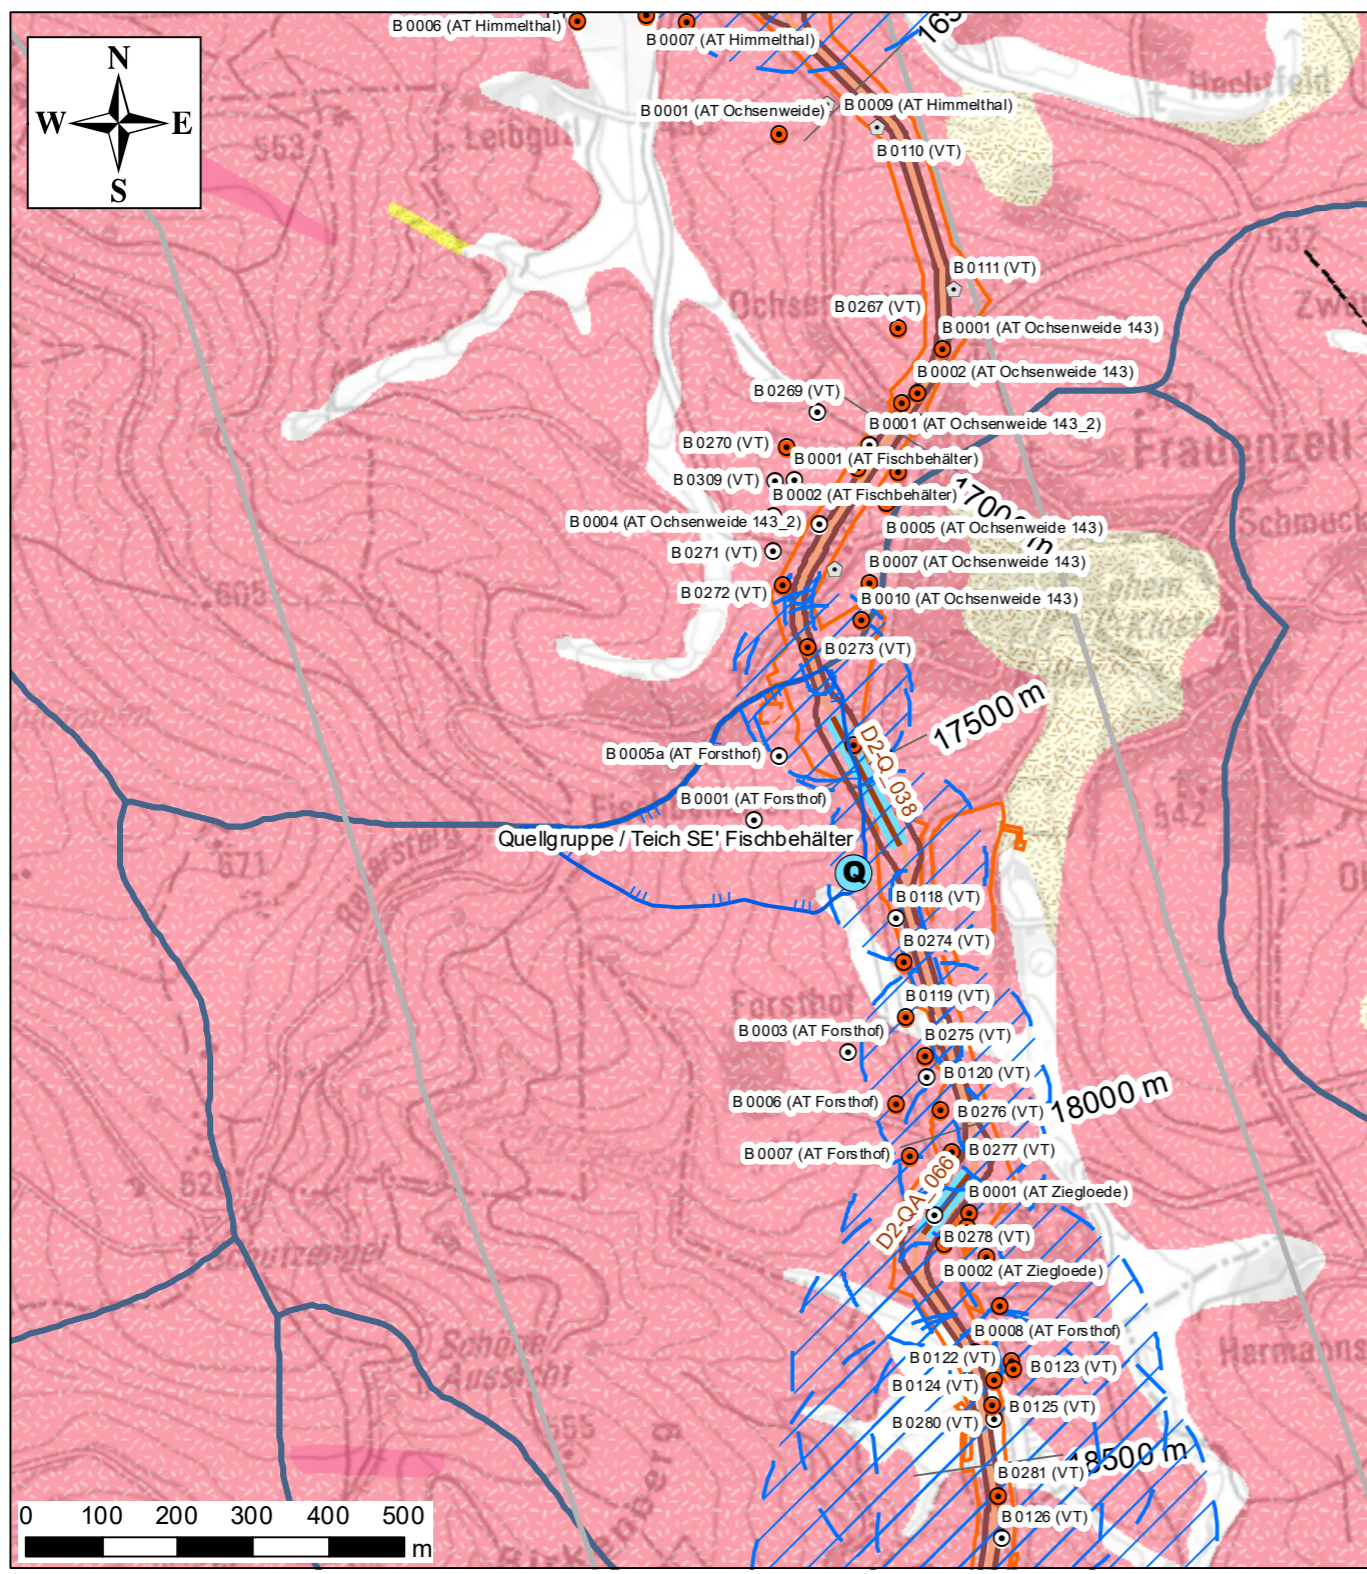 B 0006 (AT Himmelthal)
B 0007 (AT Himmelthal)
N
W
E
S
Hechtfeld
B 0001 (AT Ochsenweide)
B 0009 (AT Himmelthal)
Leibgütl
563
B 0110 (VT)
537
B 0111 (VT)
B 0267 (VT)
B 0001 (AT Ochsenweide 143)
B 0002 (AT Ochsenweide 143)
B 0269 (VT)
B 0001 (AT Ochsenweide 143_2)
B 0270 (VT)
B 0001 (AT Fischbehälter)
B 0309 (VT)
B 0002 (AT Fischbehälter)
17000 m
B 0004 (AT Ochsenweide 143_2)
B 0005 (AT Ochsenweide 143)
B 0271 (VT)
B 0007 (AT Ochsenweide 143)
B 0272 (VT)
605
B 0010 (AT Ochsenweide 143)
B 0273 (VT)
17500 m
D2-Q_038
B 0005a (AT Forsthof)
B 0001 (AT Forsthof)
Quellgruppe / Teich SE' Fischbehälter
671
Q
B 0118 (VT)
B 0274 (VT)
Forsthof
B 0119 (VT)
B 0003 (AT Forsthof)
B 0275 (VT)
B 0120 (VT)
18000 m
B 0006 (AT Forsthof)
B 0276 (VT)
B 0007 (AT Forsthof)
B 0277 (VT)
D2-QA_066
B 0001 (AT Ziegloede)
B 0278 (VT)
B 0002 (AT Ziegloede)
B 0008 (AT Forsthof)
B 0122 (VT)
B 0123 (VT)
B 0124 (VT)
B 0125 (VT)
B 0280 (VT)
18500 m
B 0281 (VT)
B 0126 (VT)
0 100 200 300 400 500
m